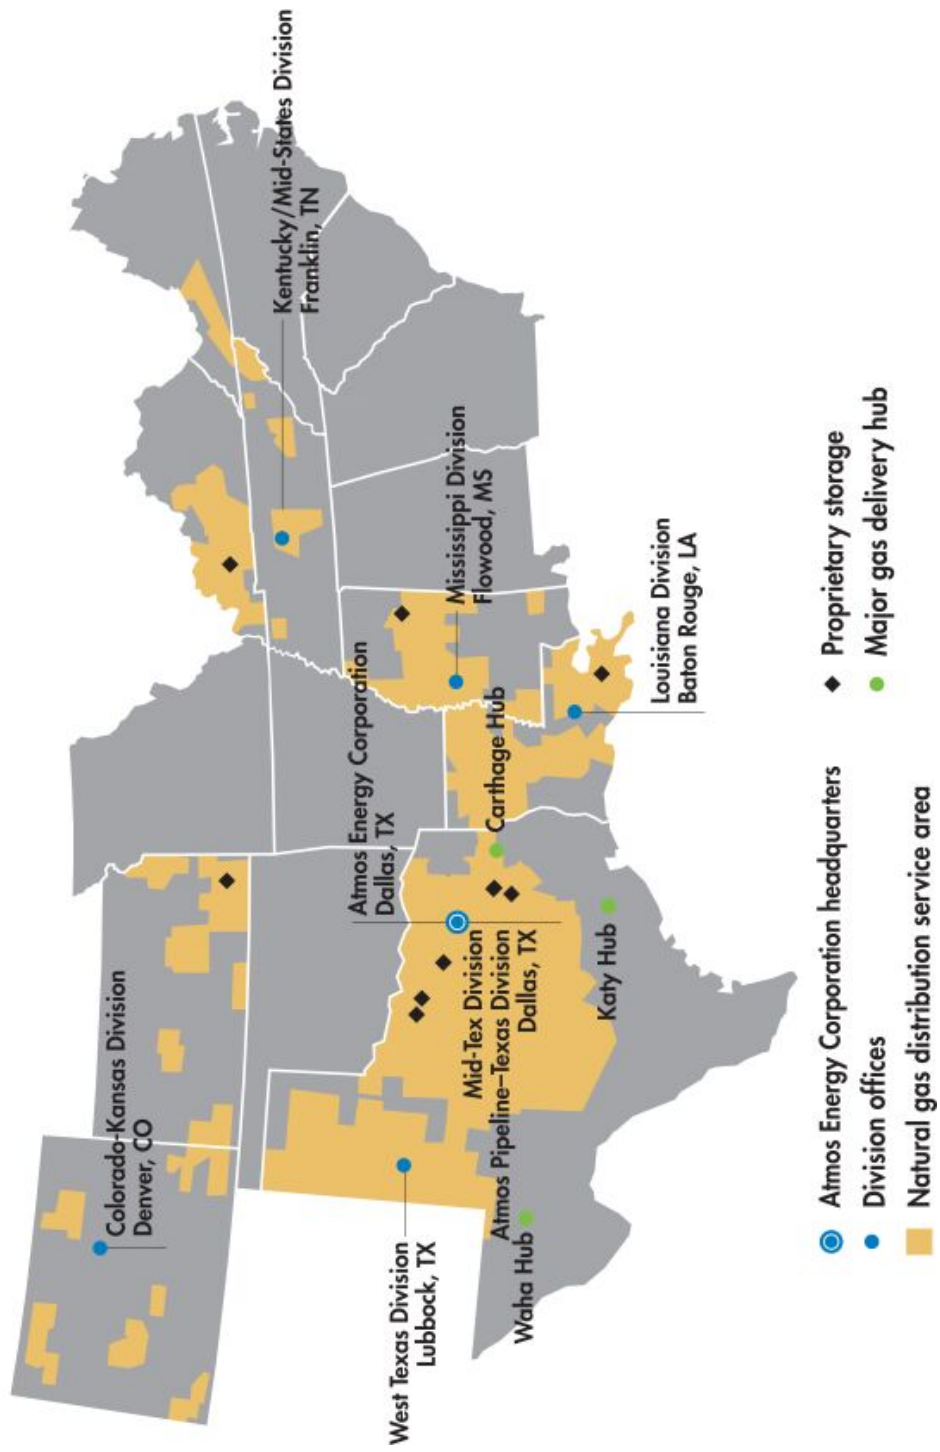 Colorado-Kansas Division
Denver, CO
Kentucky/Mid-States Division
Franklin, TN
West Texas Division
Lubbock, TX
Atmos Energy Corporation
Dallas, TX
Mississippi Division
Flowood, MS
Mid-Tex Division
Atmos Pipeline–Texas Division
Dallas, TX
Carthage Hub
Waha Hub
Katy Hub
Louisiana Division
Baton Rouge, LA
Atmos Energy Corporation headquarters
Division offices
Natural gas distribution service area
Proprietary storage
Major gas delivery hub